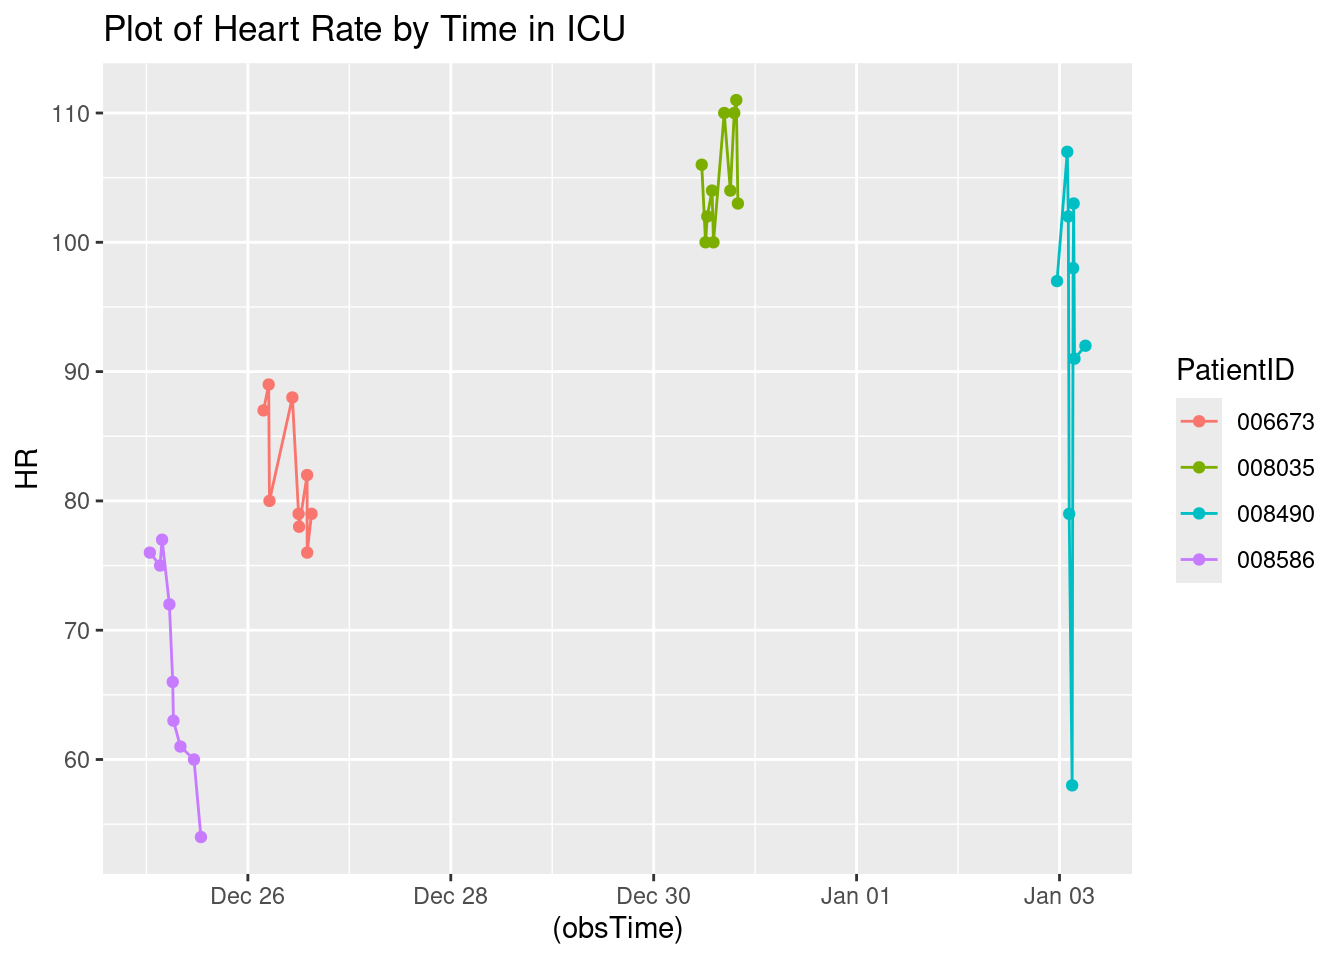 Plot of Heart Rate by Time in ICU
110
100
90
80
70
60
HR
Dec 26
Dec 28
Dec 30
Jan 01
Jan 03
(obsTime)
PatientID
006673
008035
008490
008586